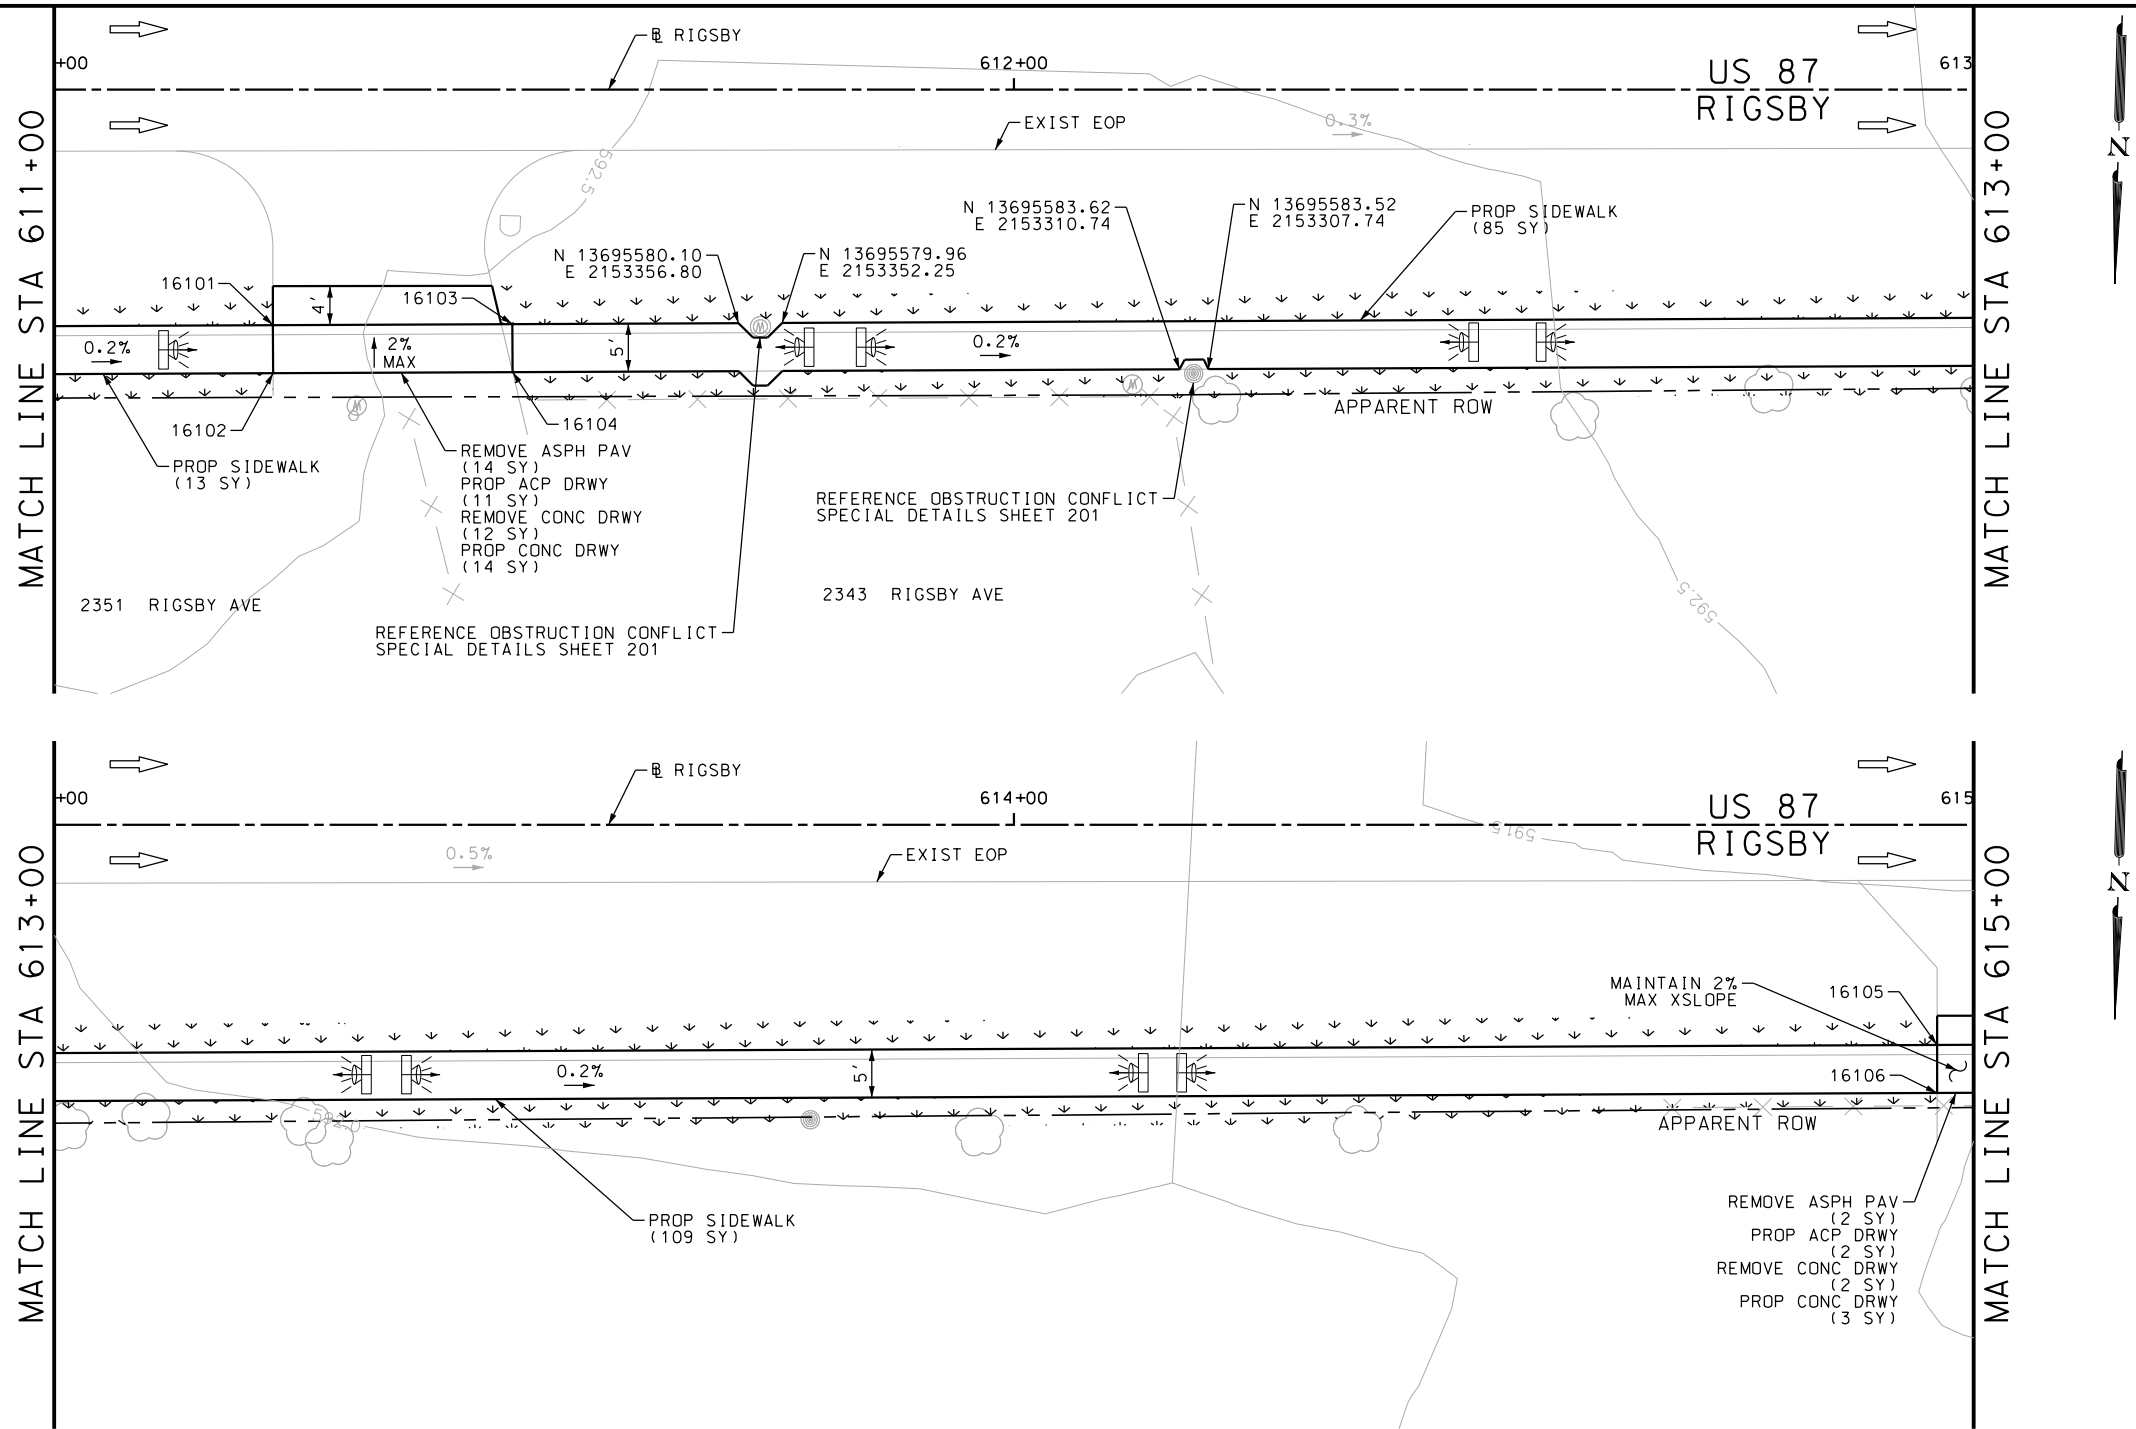 ℔ RIGSBY
+00
612+00
US 87
613
RIGSBY
EXIST EOP
0.3%
592.5
MATCH LINE STA 611+00
MATCH LINE STA 613+00
N
N 13695583.62
E 2153310.74
N 13695583.52
E 2153307.74
PROP SIDEWALK
(85 SY)
N 13695580.10
E 2153356.80
N 13695579.96
E 2153352.25
16101
4'
16103
0.2%
2%
MAX
5'
W
0.2%
W
W
16102
16104
APPARENT ROW
PROP SIDEWALK
(13 SY)
REMOVE ASPH PAV
(14 SY)
PROP ACP DRWY
(11 SY)
REMOVE CONC DRWY
(12 SY)
PROP CONC DRWY
(14 SY)
REFERENCE OBSTRUCTION CONFLICT
SPECIAL DETAILS SHEET 201
2351 RIGSBY AVE
2343 RIGSBY AVE
592.5
REFERENCE OBSTRUCTION CONFLICT
SPECIAL DETAILS SHEET 201
℔ RIGSBY
+00
614+00
US 87
615
RIGSBY
0.5%
EXIST EOP
591.5
MATCH LINE STA 613+00
MATCH LINE STA 615+00
N
MAINTAIN 2%
MAX XSLOPE
16105
0.2%
5'
16106
APPARENT ROW
PROP SIDEWALK
(109 SY)
REMOVE ASPH PAV
(2 SY)
PROP ACP DRWY
(2 SY)
REMOVE CONC DRWY
(2 SY)
PROP CONC DRWY
(3 SY)